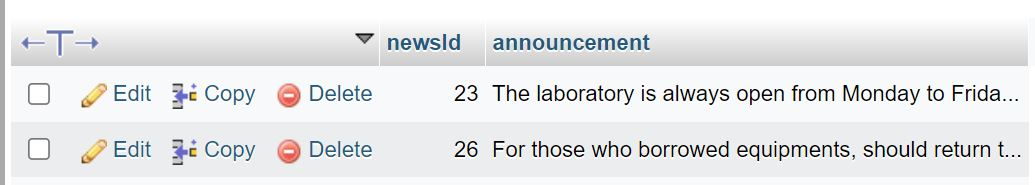 newsId announcement
Edit Copy Delete 23 The laboratory is always open from Monday to Frida...
Edit Copy Delete 26 For those who borrowed equipments, should return t...